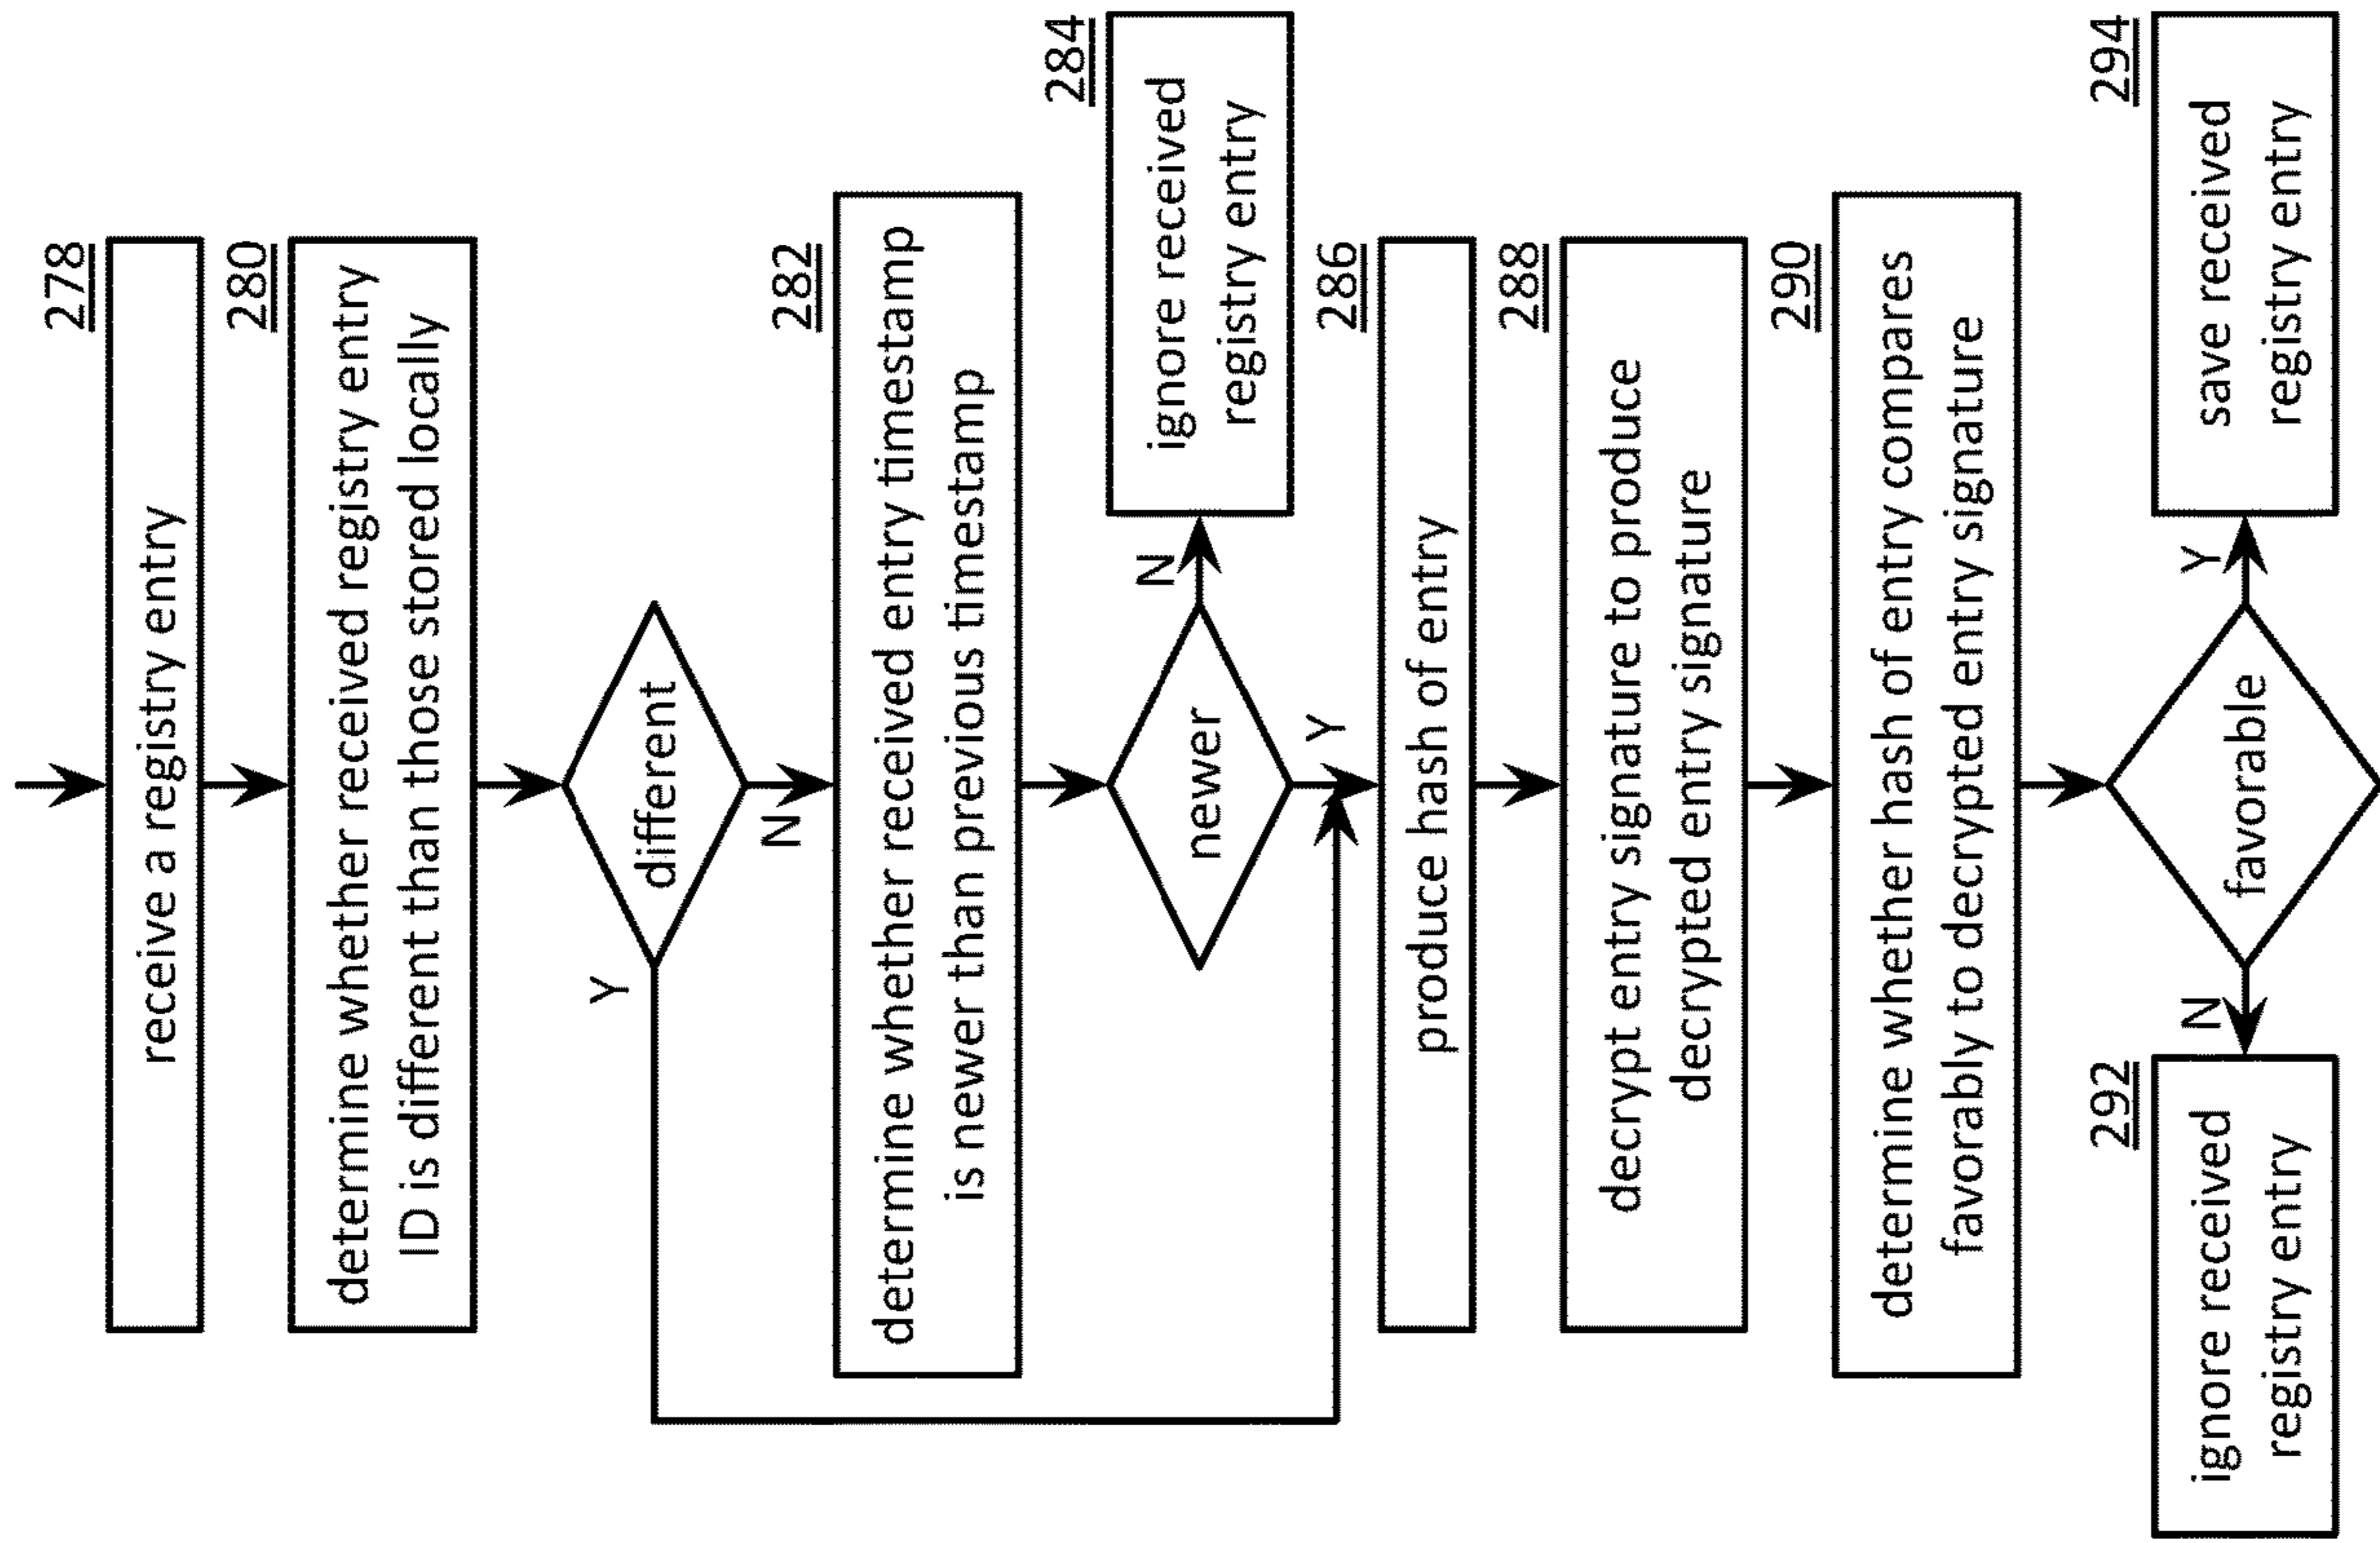 278
receive a registry entry
280
determine whether received registry entry
ID is different than those stored locally
different
Y
N
282
determine whether received entry timestamp
is newer than previous timestamp
newer
N
284
ignore received
registry entry
Y
286
produce hash of entry
288
decrypt entry signature to produce
decrypted entry signature
290
determine whether hash of entry compares
favorably to decrypted entry signature
favorable
N
Y
292
ignore received
registry entry
294
save received
registry entry